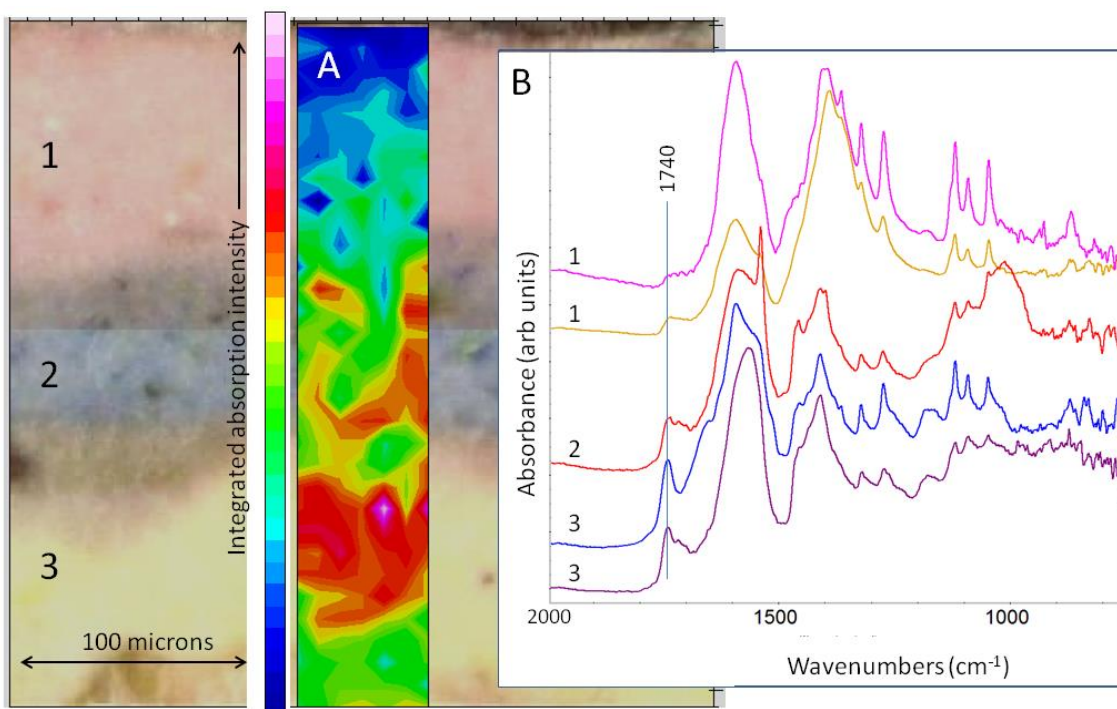 1
2
3
100 microns
Integrated absorption intensity
A
B
1740
1
1
2
3
3
Absorbance (arb units)
2000
1500
1000
Wavenumbers (cm⁻¹)